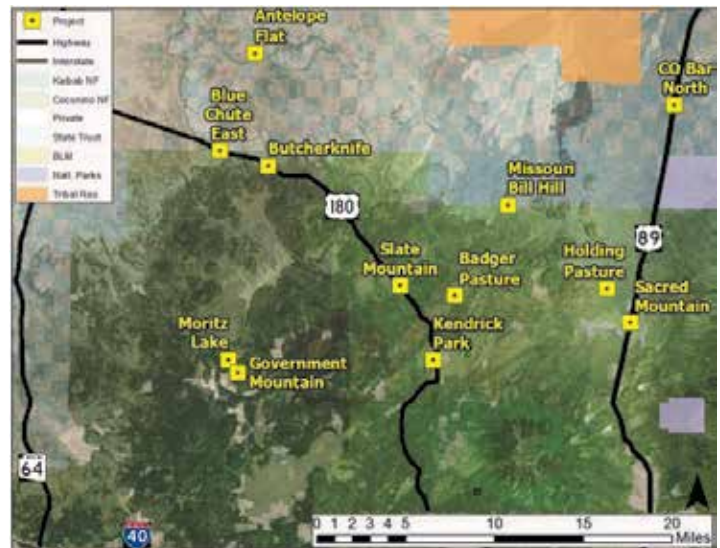 Project
Highway
Interstate
Kaibab NF
Coconino NF
Private
State Trust
BLM
Natl. Parks
Tribal Res.
Antelope
Flat
CO Bar
North
Blue
Chute
East
Butcherknife
Missouri
Bill Hill
180
89
Slate
Mountain
Badger
Pasture
Holding
Pasture
Sacred
Mountain
Moritz
Lake
Government
Mountain
Kendrick
Park
64
40
0 1 2 3 4 5 10 15 20
Miles